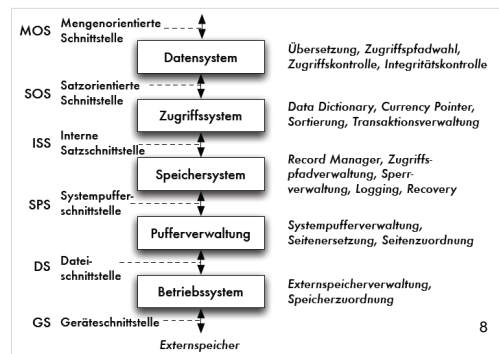 MOS Mengenorientierte
Schnittstelle
Datensystem
Übersetzung, Zugriffspfadwahl,
Zugriffskontrolle, Integritätskontrolle
SOS Satzorientierte
Schnittstelle
Zugriffssystem
Data Dictionary, Currency Pointer,
Sortierung, Transaktionsverwaltung
ISS Interne
Satzschnittstelle
Speichersystem
Record Manager, Zugriffs-
pfadverwaltung, Sperr-
verwaltung, Logging, Recovery
SPS Systempuffer-
schnittstelle
Pufferverwaltung
Systempufferverwaltung,
Seitenersetzung, Seitenzuordnung
DS Datei-
schnittstelle
Betriebssystem
Externspeicherverwaltung,
Speicherzuordnung
GS Geräteschnittstelle
Externspeicher
8